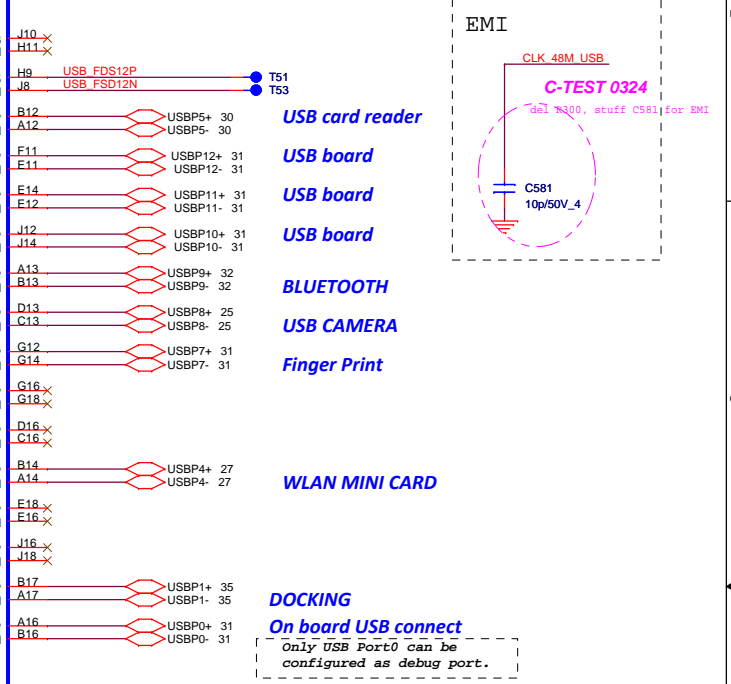 J10
H11
H9 USB_FDS12P T51
J8 USB_FSD12N T53
B12 USBP5+ 30
A12 USBP5- 30
USB card reader
F11 USBP12+ 31
E11 USBP12- 31
USB board
E14 USBP11+ 31
E12 USBP11- 31
USB board
J12 USBP10+ 31
J14 USBP10- 31
USB board
A13 USBP9+ 32
B13 USBP9- 32
BLUETOOTH
D13 USBP8+ 25
C13 USBP8- 25
USB CAMERA
G12 USBP7+ 31
G14 USBP7- 31
Finger Print
G16
G18
D16
C16
B14 USBP4+ 27
A14 USBP4- 27
WLAN MINI CARD
E18
E16
J16
J18
B17 USBP1+ 35
A17 USBP1- 35
DOCKING
A16 USBP0+ 31
B16 USBP0- 31
On board USB connect
Only USB Port0 can be
configured as debug port.
EMI
CLK_48M_USB
C-TEST 0324
del R300, stuff C581 for EMI
C581
10p/50V_4